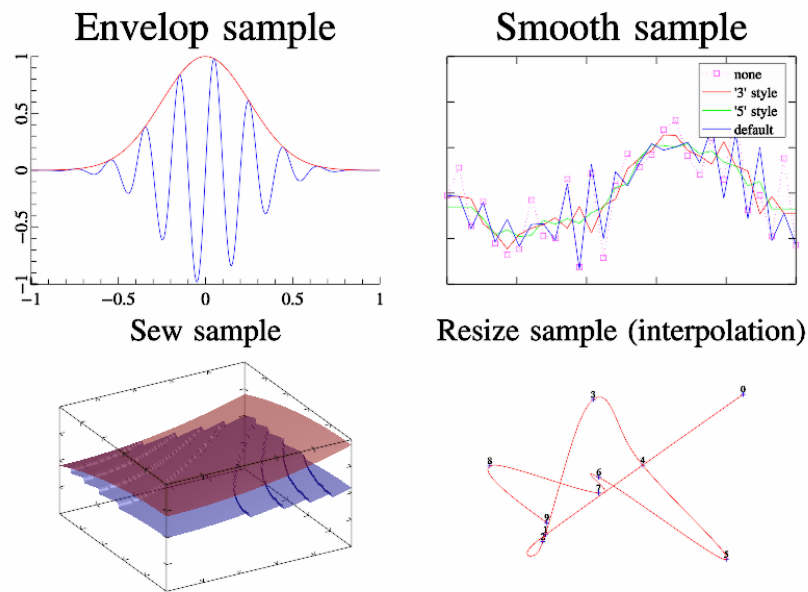 Envelop sample
1
0.5
0
−0.5
−1
−1
−0.5
0
0.5
1
Smooth sample
none
'3' style
'5' style
default
Sew sample
Resize sample (interpolation)
0
3
4
8
6
7
9
1
2
5